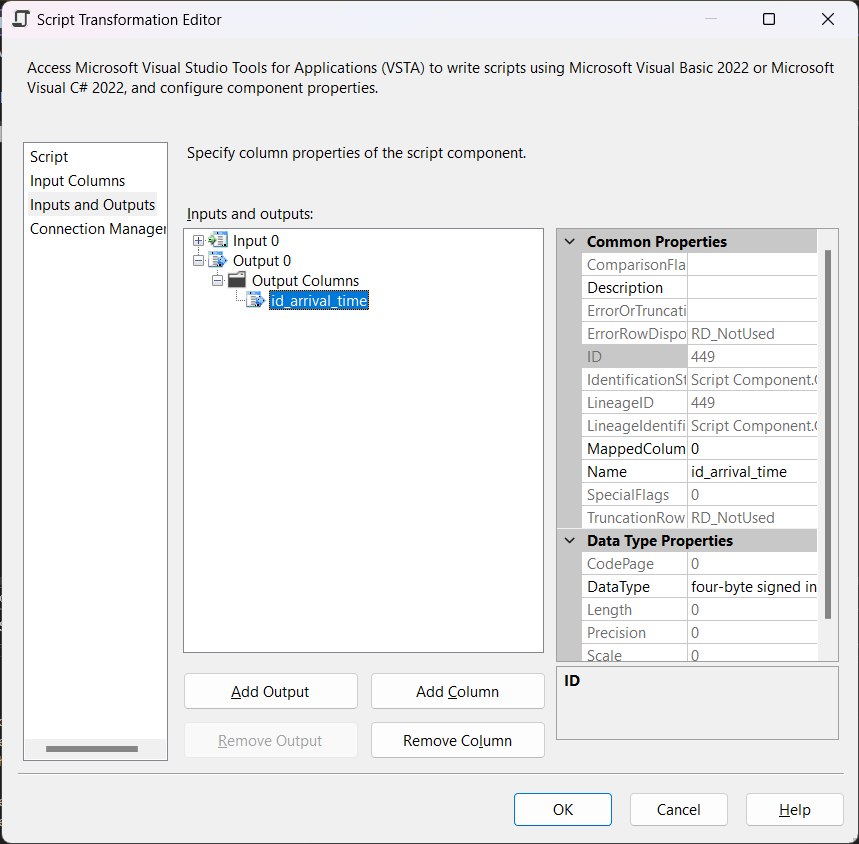 Script Transformation Editor
Access Microsoft Visual Studio Tools for Applications (VSTA) to write scripts using Microsoft Visual Basic 2022 or Microsoft
Visual C# 2022, and configure component properties.
Script
Input Columns
Inputs and Outputs
Connection Manager
Specify column properties of the script component.
Inputs and outputs:
Input 0
Output 0
Output Columns
id_arrival_time
Add Output
Add Column
Remove Output
Remove Column
Common Properties
ComparisonFla
Description
ErrorOrTruncati
ErrorRowDispo RD_NotUsed
ID 449
IdentificationSt Script Component.
LineageID 449
LineageIdentifi Script Component.
MappedColum 0
Name id_arrival_time
SpecialFlags 0
TruncationRow RD_NotUsed
Data Type Properties
CodePage 0
DataType four-byte signed in
Length 0
Precision 0
Scale 0
ID
OK
Cancel
Help